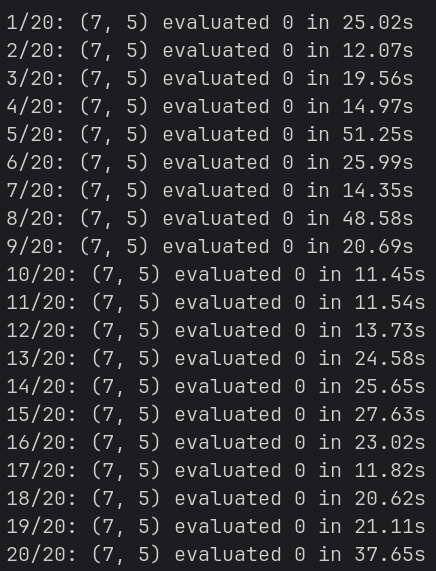 1/20: (7, 5) evaluated 0 in 25.02s
2/20: (7, 5) evaluated 0 in 12.07s
3/20: (7, 5) evaluated 0 in 19.56s
4/20: (7, 5) evaluated 0 in 14.97s
5/20: (7, 5) evaluated 0 in 51.25s
6/20: (7, 5) evaluated 0 in 25.99s
7/20: (7, 5) evaluated 0 in 14.35s
8/20: (7, 5) evaluated 0 in 48.58s
9/20: (7, 5) evaluated 0 in 20.69s
10/20: (7, 5) evaluated 0 in 11.45s
11/20: (7, 5) evaluated 0 in 11.54s
12/20: (7, 5) evaluated 0 in 13.73s
13/20: (7, 5) evaluated 0 in 24.58s
14/20: (7, 5) evaluated 0 in 25.65s
15/20: (7, 5) evaluated 0 in 27.63s
16/20: (7, 5) evaluated 0 in 23.02s
17/20: (7, 5) evaluated 0 in 11.82s
18/20: (7, 5) evaluated 0 in 20.62s
19/20: (7, 5) evaluated 0 in 21.11s
20/20: (7, 5) evaluated 0 in 37.65s